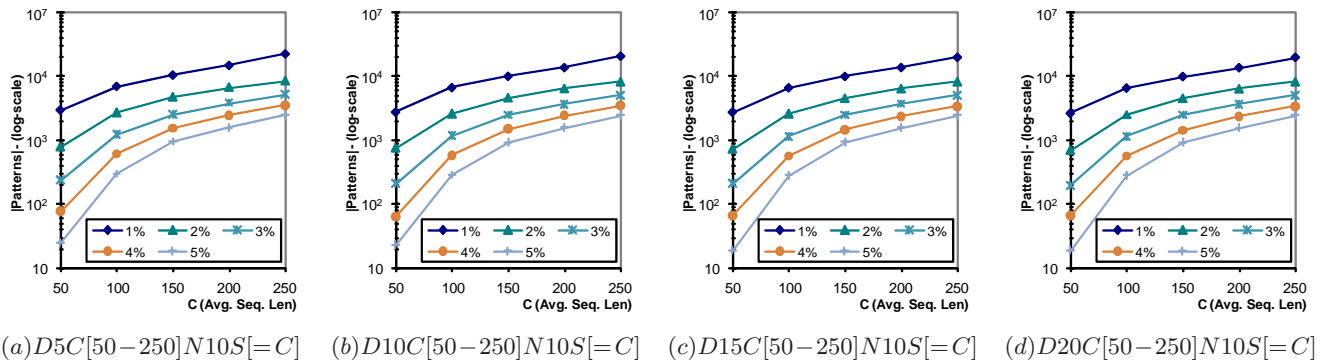 |Patterns|- (log-scale)
10^7
10^4
10^3
10^2
10
1% 2% 3%
4% 5%
50 100 150 200 250
C (Avg. Seq. Len)
(a)D5C[50−250]N10S[=C]
|Patterns|- (log-scale)
10^7
10^4
10^3
10^2
10
1% 2% 3%
4% 5%
50 100 150 200 250
C (Avg. Seq. Len)
(b)D10C[50−250]N10S[=C]
|Patterns|- (log-scale)
10^7
10^4
10^3
10^2
10
1% 2% 3%
4% 5%
50 100 150 200 250
C (Avg. Seq. Len)
(c)D15C[50−250]N10S[=C]
|Patterns|- (log-scale)
10^7
10^4
10^3
10^2
10
1% 2% 3%
4% 5%
50 100 150 200 250
C (Avg. Seq. Len)
(d)D20C[50−250]N10S[=C]